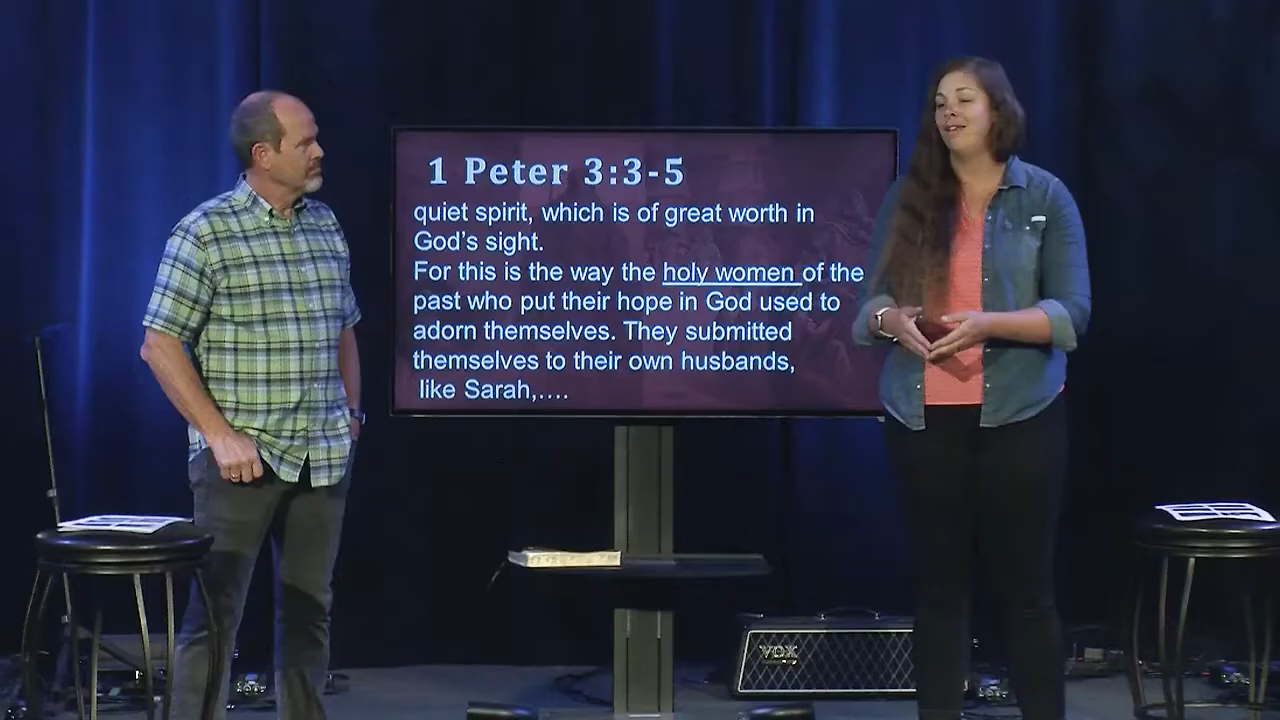 1 Peter 3:3-5
quiet spirit, which is of great worth in
God's sight.
For this is the way the holy women of the
past who put their hope in God used to
adorn themselves. They submitted
themselves to their own husbands,
like Sarah,....
VOX